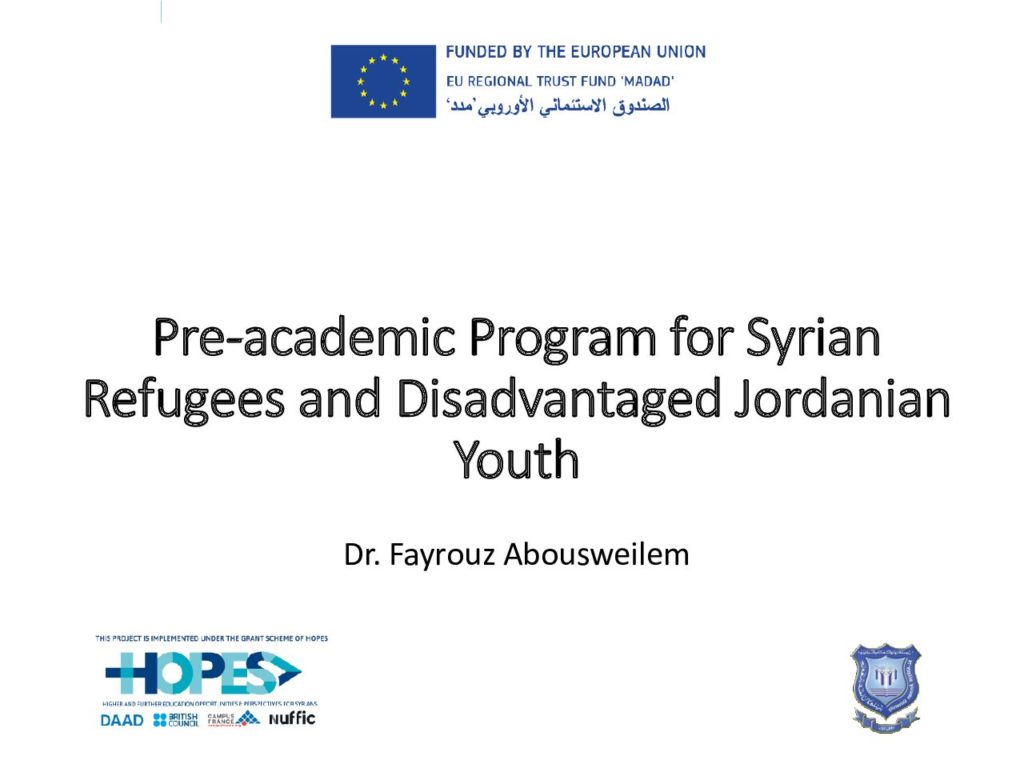 FUNDED BY THE EUROPEAN UNION
EU REGIONAL TRUST FUND 'MADAD'
الصندوق الاستئماني الأوروبي 'مدد'
Pre-academic Program for Syrian
Refugees and Disadvantaged Jordanian
Youth
Dr. Fayrouz Abousweilem
THIS PROJECT IS IMPLEMENTED UNDER THE GRANT SCHEME OF HOPES
HOPES
HIGHER AND FURTHER EDUCATION OPPORTUNITIES & PERSPECTIVES FOR SYRIANS
DAAD BRITISH COUNCIL CAMPUS FRANCE nuffic